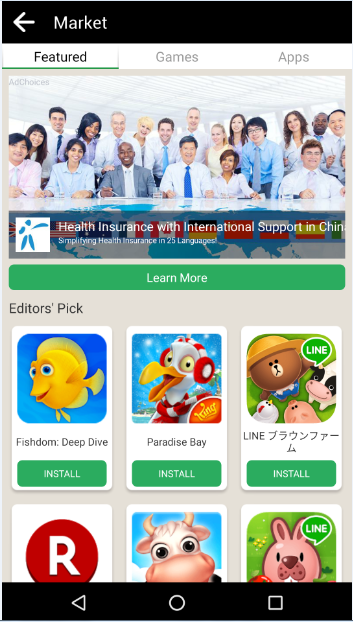 Market
Featured
Games
Apps
AdChoices
Health Insurance with International Support in Chin
Simplifying Health Insurance in 25 Languages!
Learn More
Editors' Pick
King
LINE
Fishdom: Deep Dive
Paradise Bay
LINE ブラウンファー
ム
INSTALL
INSTALL
INSTALL
R
LINE